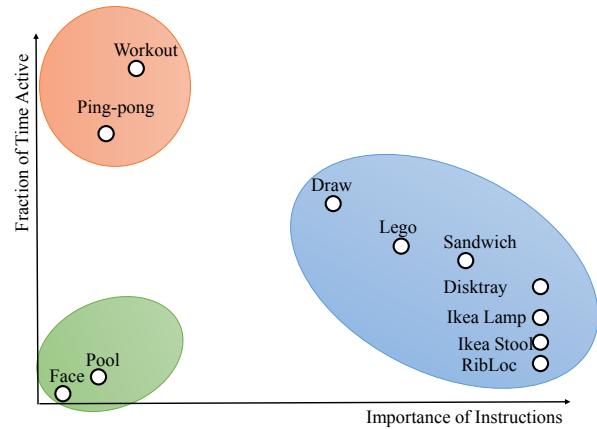 Workout
Ping-pong
Fraction of Time Active
Draw
Lego
Sandwich
Disktray
Ikea Lamp
Ikea Stool
RibLoc
Pool
Face
Importance of Instructions